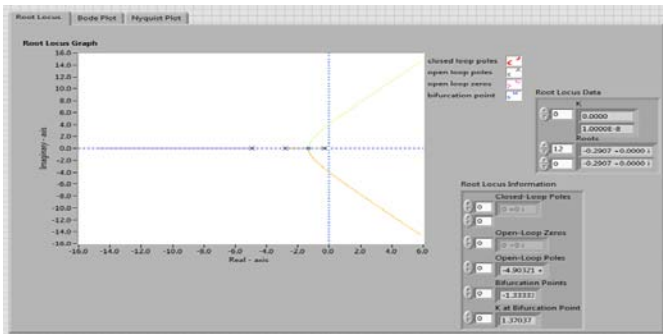 Root Locus
Bode Plot
Nyquist Plot
Root Locus Graph
16.0
14.0
12.0
10.0
8.0
6.0
4.0
2.0
0.0
-2.0
-4.0
-6.0
-8.0
-10.0
-12.0
-14.0
-16.0
Imaginary - axis
-16.0 -14.0 -12.0 -10.0 -8.0 -6.0 -4.0 -2.0 0.0 2.0 4.0 6.0
Real - axis
closed loop poles
open loop poles
open loop zeros
bifurcation point
Root Locus Data
K
0
0.0000
1.00000E-8
Roots
12
-0.2907 +0.0000 i
0
-0.2907 +0.0000 i
Root Locus Information
Closed-Loop Poles
0
0 +0 i
0
Open-Loop Zeros
0
0 +0 i
Open-Loop Poles
0
-4.90321 +
Bifurcation Points
0
-1.33333
K at Bifurcation Point
0
1.37037